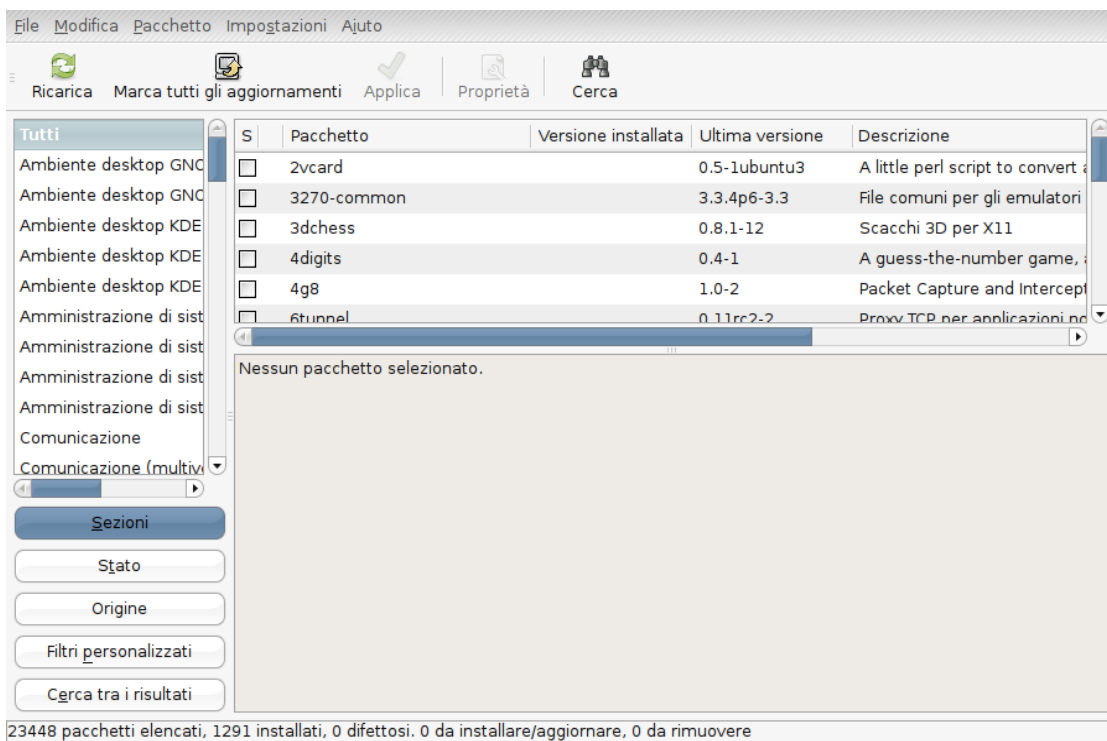 File Modifica Pacchetto Impostazioni Aiuto
Ricarica Marca tutti gli aggiornamenti Applica Proprietà Cerca
Tutti
Ambiente desktop GNO
Ambiente desktop GNO
Ambiente desktop KDE
Ambiente desktop KDE
Ambiente desktop KDE
Amministrazione di sist
Amministrazione di sist
Amministrazione di sist
Amministrazione di sist
Comunicazione
Comunicazione (multive
Sezioni
Stato
Origine
Filtri personalizzati
Cerca tra i risultati
S Pacchetto Versione installata Ultima versione Descrizione
2vcard 0.5-1ubuntu3 A little perl script to convert a
3270-common 3.3.4p6-3.3 File comuni per gli emulatori
3dchess 0.8.1-12 Scacchi 3D per X11
4digits 0.4-1 A guess-the-number game, a
4g8 1.0-2 Packet Capture and Intercept
6tunnel 0.11rc2-2 Proxy TCP per applicazioni no
Nessun pacchetto selezionato.
23448 pacchetti elencati, 1291 installati, 0 difettosi. 0 da installare/aggiornare, 0 da rimuovere